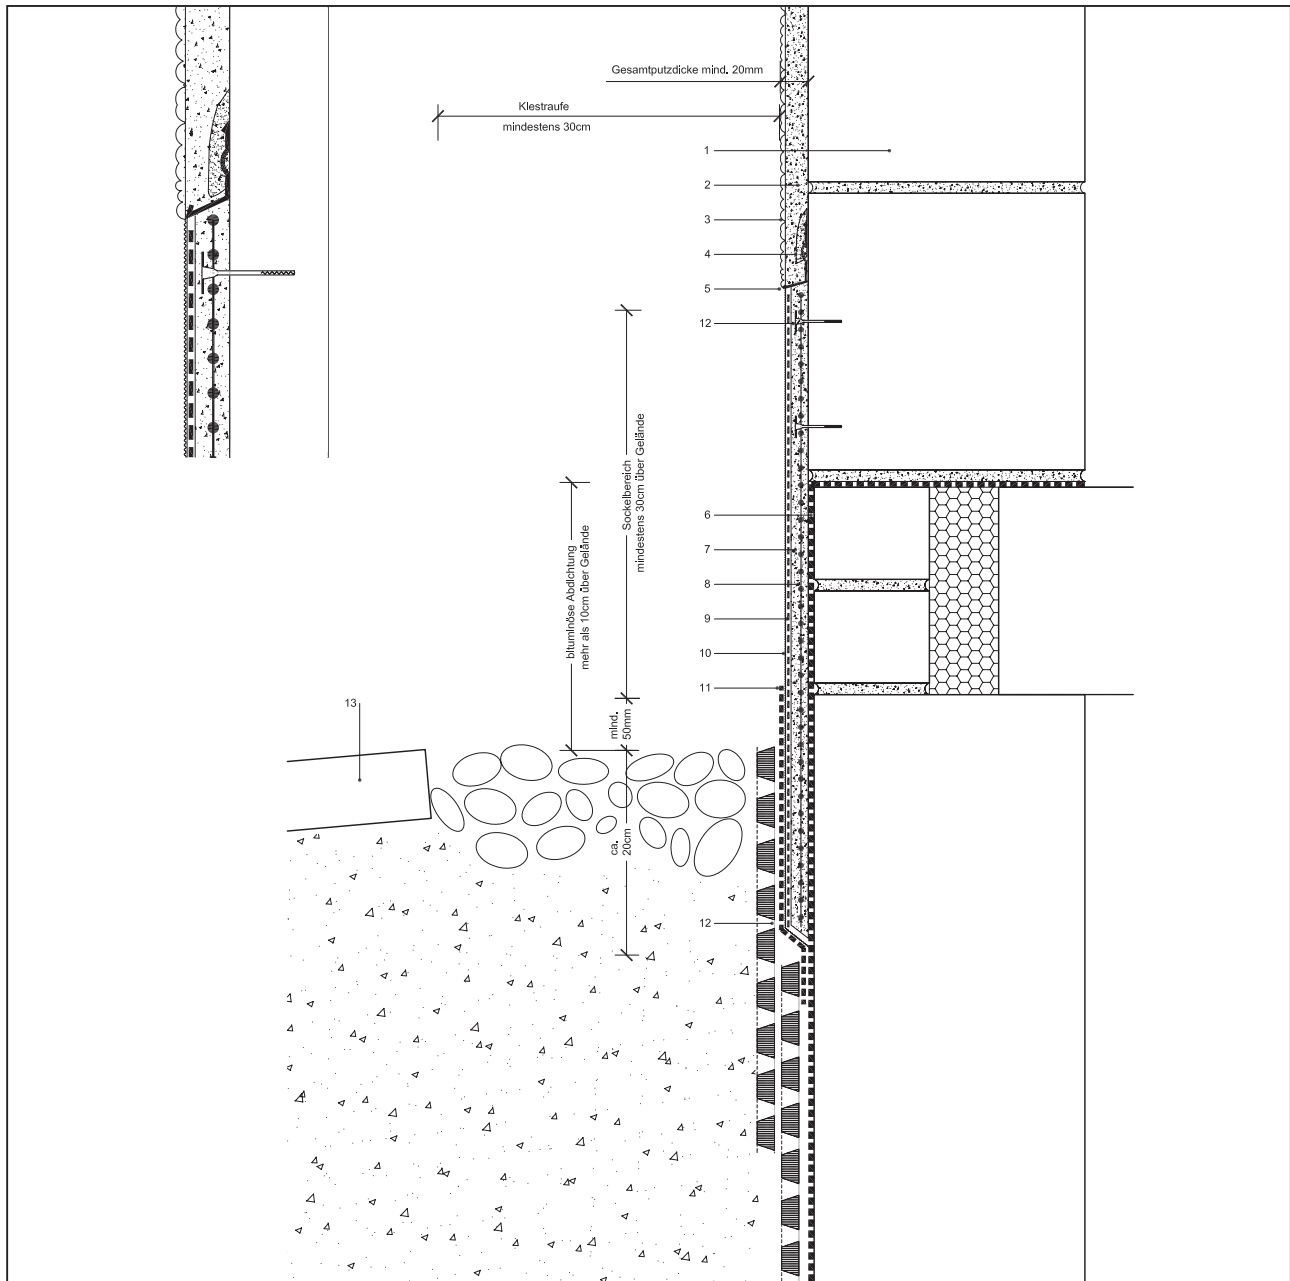 Gesamtputzdicke mind. 20mm
Kiestraufe
mindestens 30cm
1
2
3
4
5
12
Sockelbereich
mindestens 30cm über Gelände
bituminöse Abdichtung
mehr als 10cm über Gelände
6
7
8
9
10
11
13
mind.
50mm
ca.
20cm
12